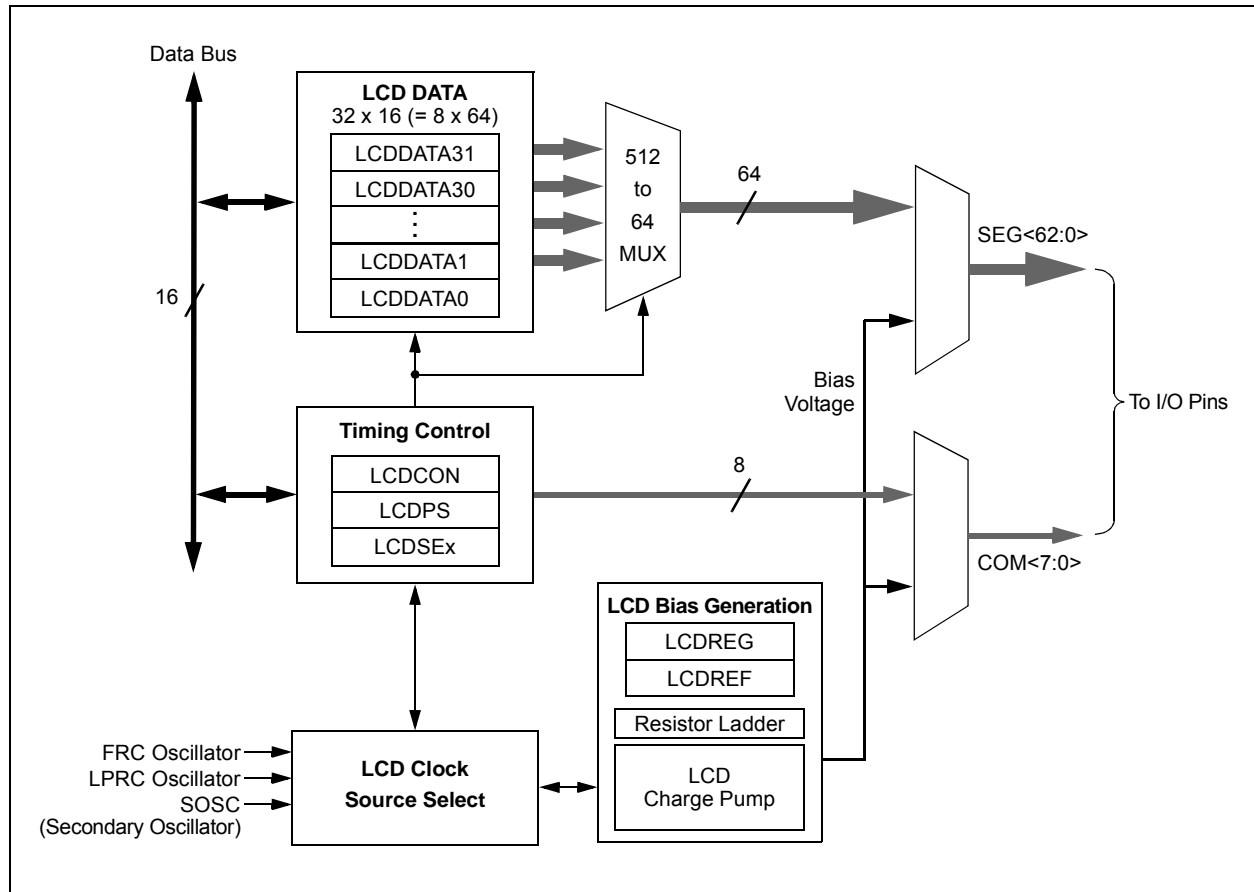 Data Bus
16
LCD DATA
32 x 16 (= 8 x 64)
LCDDATA31
LCDDATA30
LCDDATA1
LCDDATA0
512
to
64
MUX
64
SEG<62:0>
Bias
Voltage
To I/O Pins
Timing Control
LCDCON
LCDPS
LCDSEx
8
COM<7:0>
LCD Bias Generation
LCDREG
LCDREF
Resistor Ladder
LCD
Charge Pump
FRC Oscillator
LPRC Oscillator
SOSC
(Secondary Oscillator)
LCD Clock
Source Select